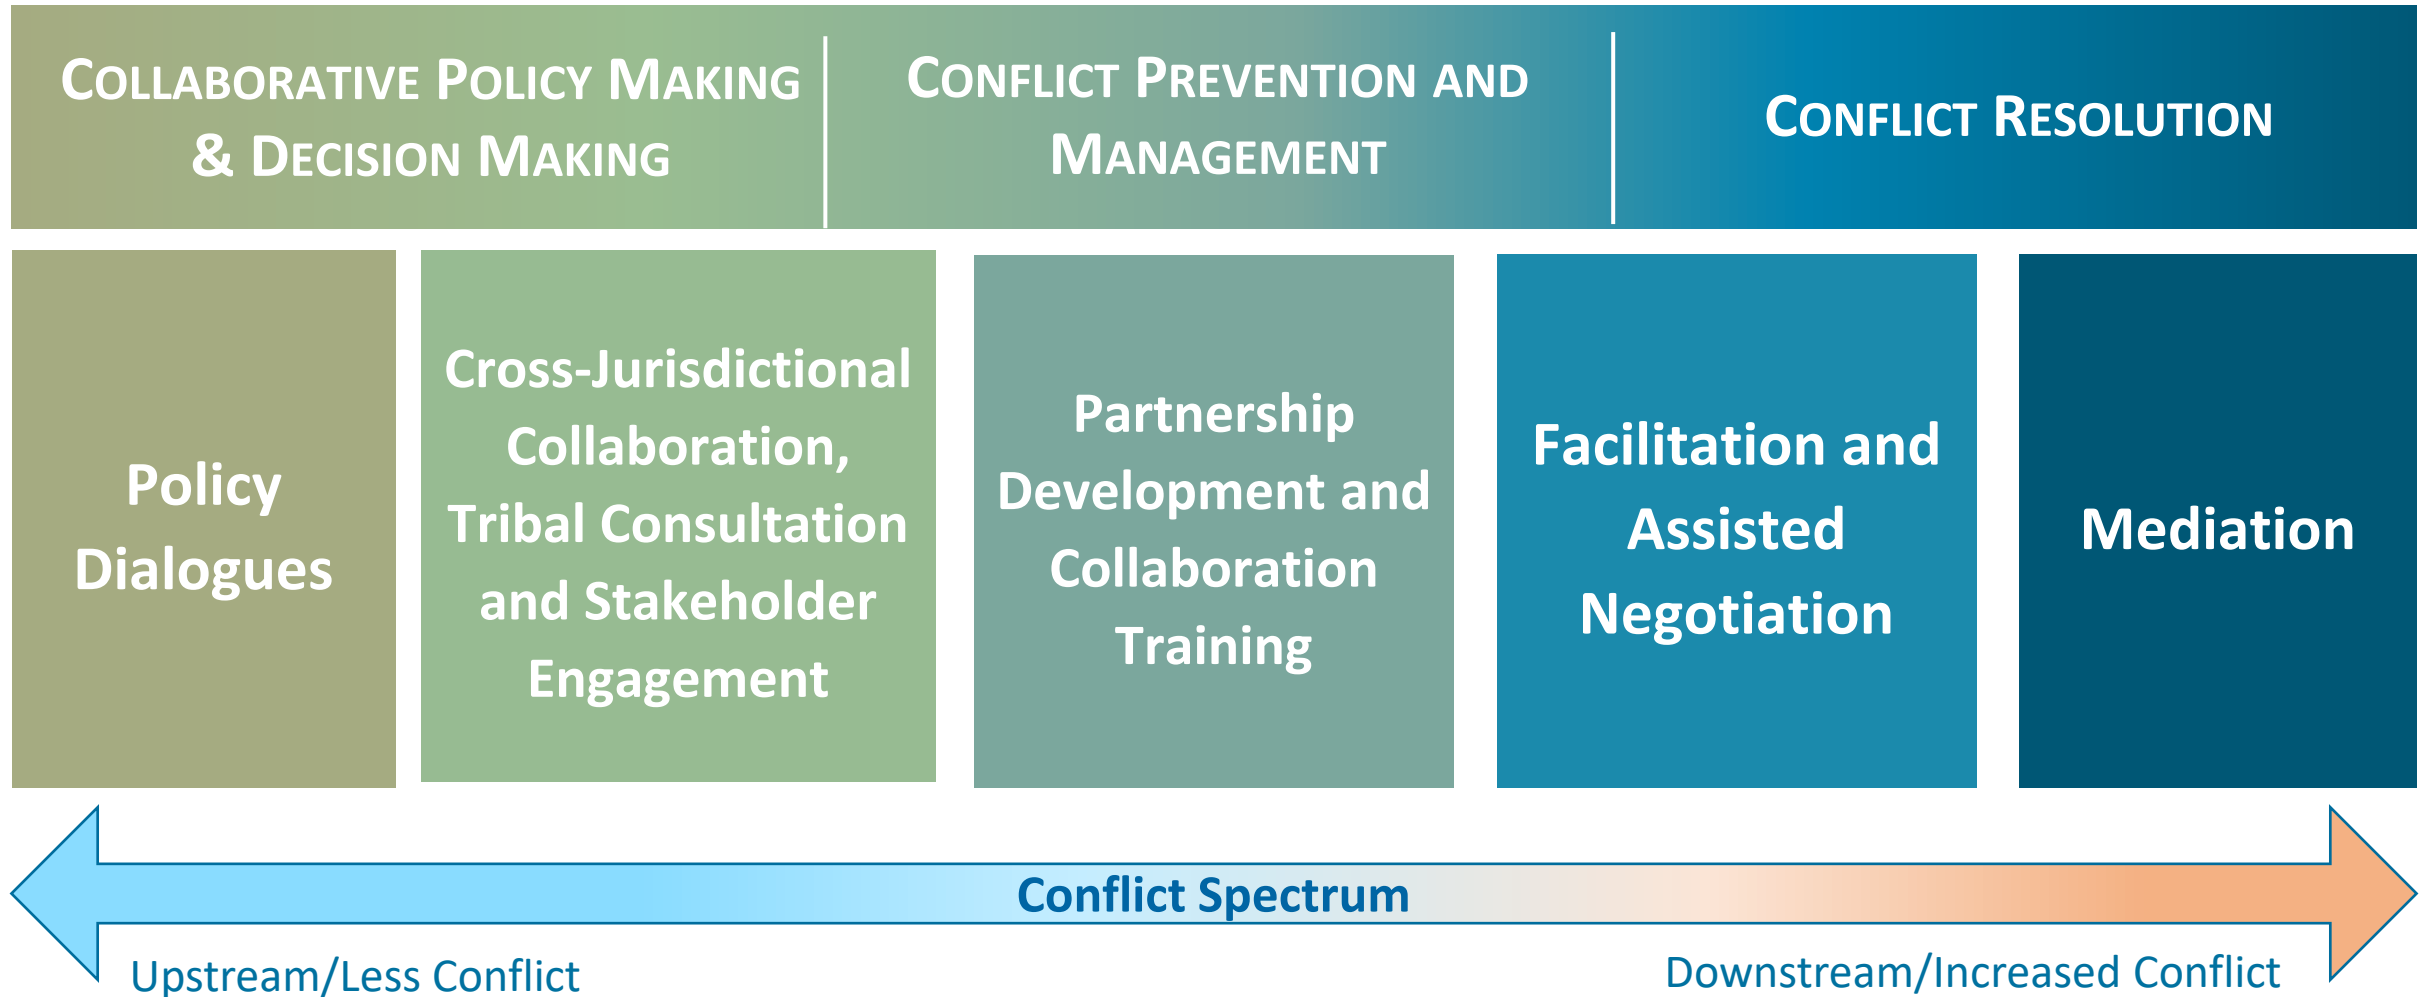 COLLABORATIVE POLICY MAKING
& DECISION MAKING
CONFLICT PREVENTION AND
MANAGEMENT
CONFLICT RESOLUTION
Policy
Dialogues
Cross-Jurisdictional
Collaboration,
Tribal Consultation
and Stakeholder
Engagement
Partnership
Development and
Collaboration
Training
Facilitation and
Assisted
Negotiation
Mediation
Conflict Spectrum
Upstream/Less Conflict
Downstream/Increased Conflict